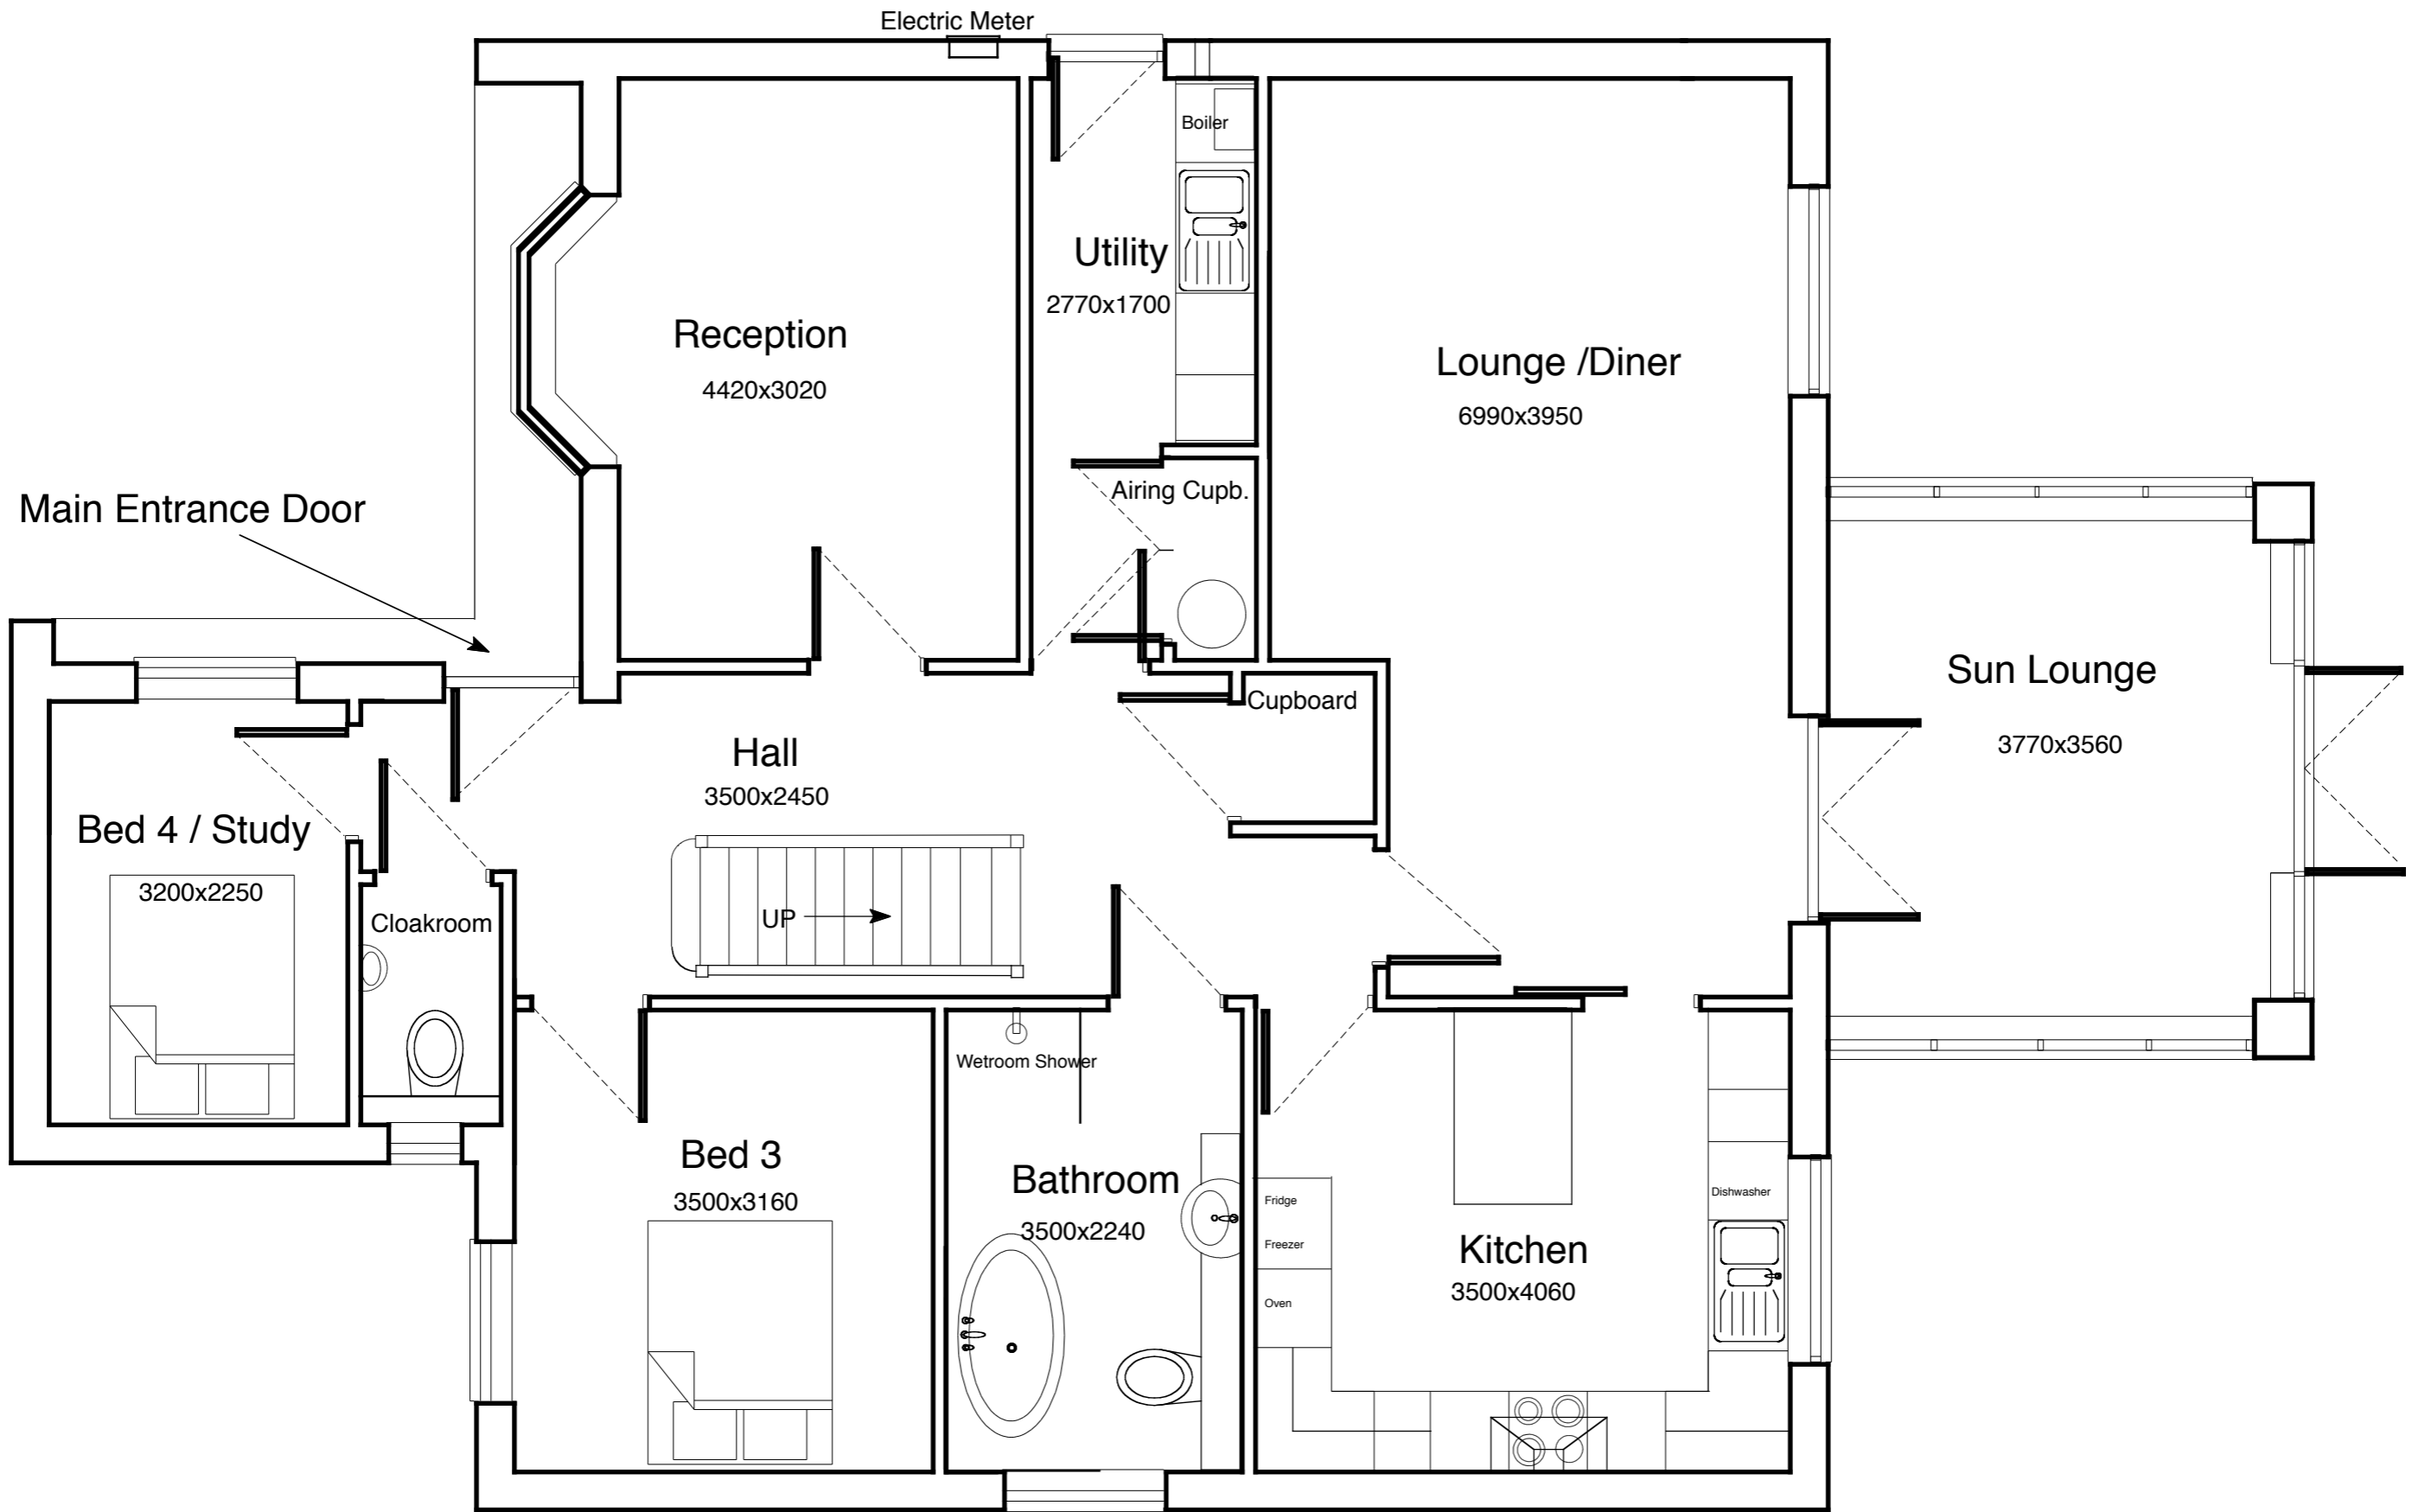 Electric Meter
Boiler
Utility
2770x1700
Reception
4420x3020
Lounge /Diner
6990x3950
Airing Cupb.
Main Entrance Door
Sun Lounge
3770x3560
Cupboard
Hall
3500x2450
Bed 4 / Study
3200x2250
Cloakroom
UP
Wetroom Shower
Bed 3
3500x3160
Bathroom
3500x2240
Fridge
Freezer
Oven
Dishwasher
Kitchen
3500x4060